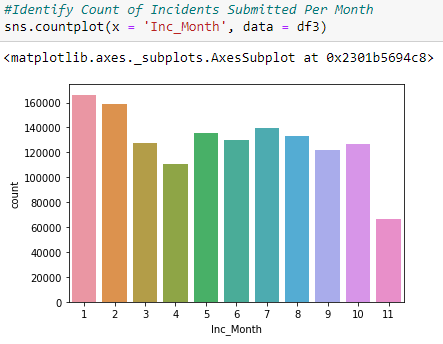 #Identify Count of Incidents Submitted Per Month
sns.countplot(x = 'Inc_Month', data = df3)
<matplotlib.axes._subplots.AxesSubplot at 0x2301b5694c8>
160000
140000
120000
100000
80000
60000
40000
20000
0
count
1 2 3 4 5 6 7 8 9 10 11
Inc_Month